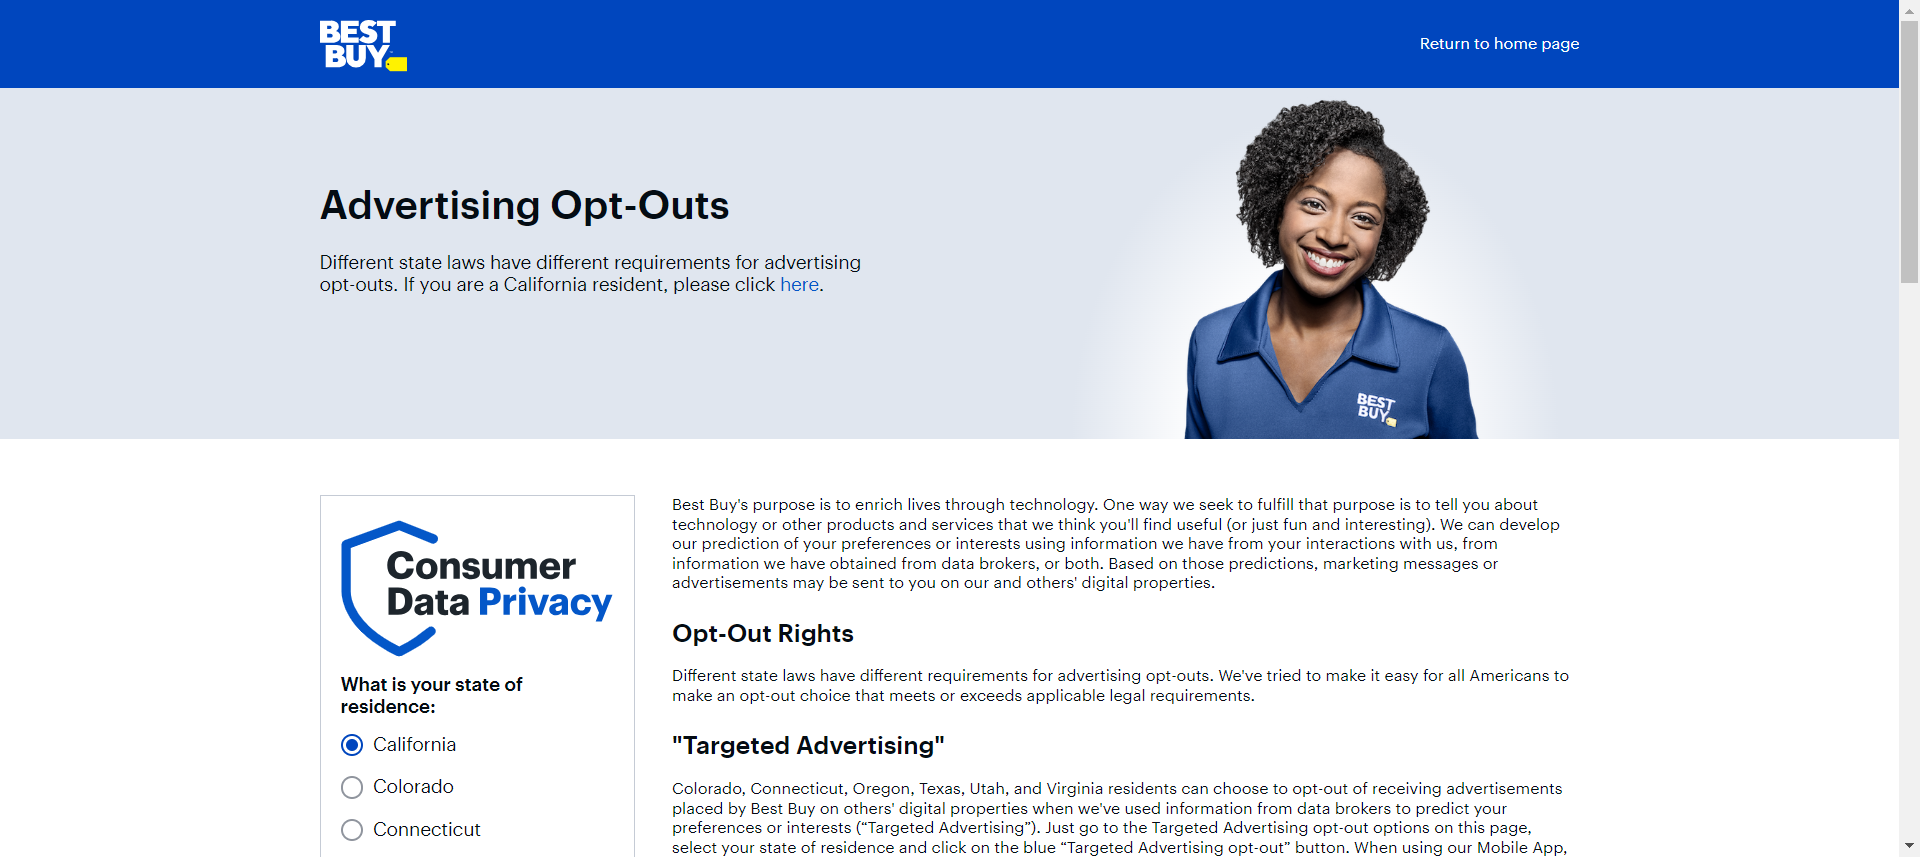 BEST
BUY
Return to home page
Advertising Opt-Outs
Different state laws have different requirements for advertising
opt-outs. If you are a California resident, please click here.
BEST
BUY
Consumer
Data Privacy
What is your state of
residence:
California
Colorado
Connecticut
Best Buy's purpose is to enrich lives through technology. One way we seek to fulfill that purpose is to tell you about
technology or other products and services that we think you'll find useful (or just fun and interesting). We can develop
our prediction of your preferences or interests using information we have from your interactions with us, from
information we have obtained from data brokers, or both. Based on those predictions, marketing messages or
advertisements may be sent to you on our and others' digital properties.
Opt-Out Rights
Different state laws have different requirements for advertising opt-outs. We've tried to make it easy for all Americans to
make an opt-out choice that meets or exceeds applicable legal requirements.
"Targeted Advertising"
Colorado, Connecticut, Oregon, Texas, Utah, and Virginia residents can choose to opt-out of receiving advertisements
placed by Best Buy on others' digital properties when we've used information from data brokers to predict your
preferences or interests (“Targeted Advertising”). Just go to the Targeted Advertising opt-out options on this page,
select your state of residence and click on the blue “Targeted Advertising opt-out” button. When using our Mobile App,